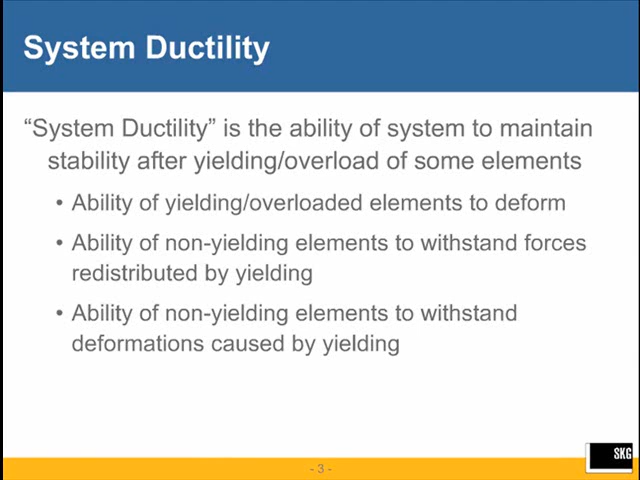 System Ductility
“System Ductility” is the ability of system to maintain
stability after yielding/overload of some elements
• Ability of yielding/overloaded elements to deform
• Ability of non-yielding elements to withstand forces
redistributed by yielding
• Ability of non-yielding elements to withstand
deformations caused by yielding
- 3 -
SKG